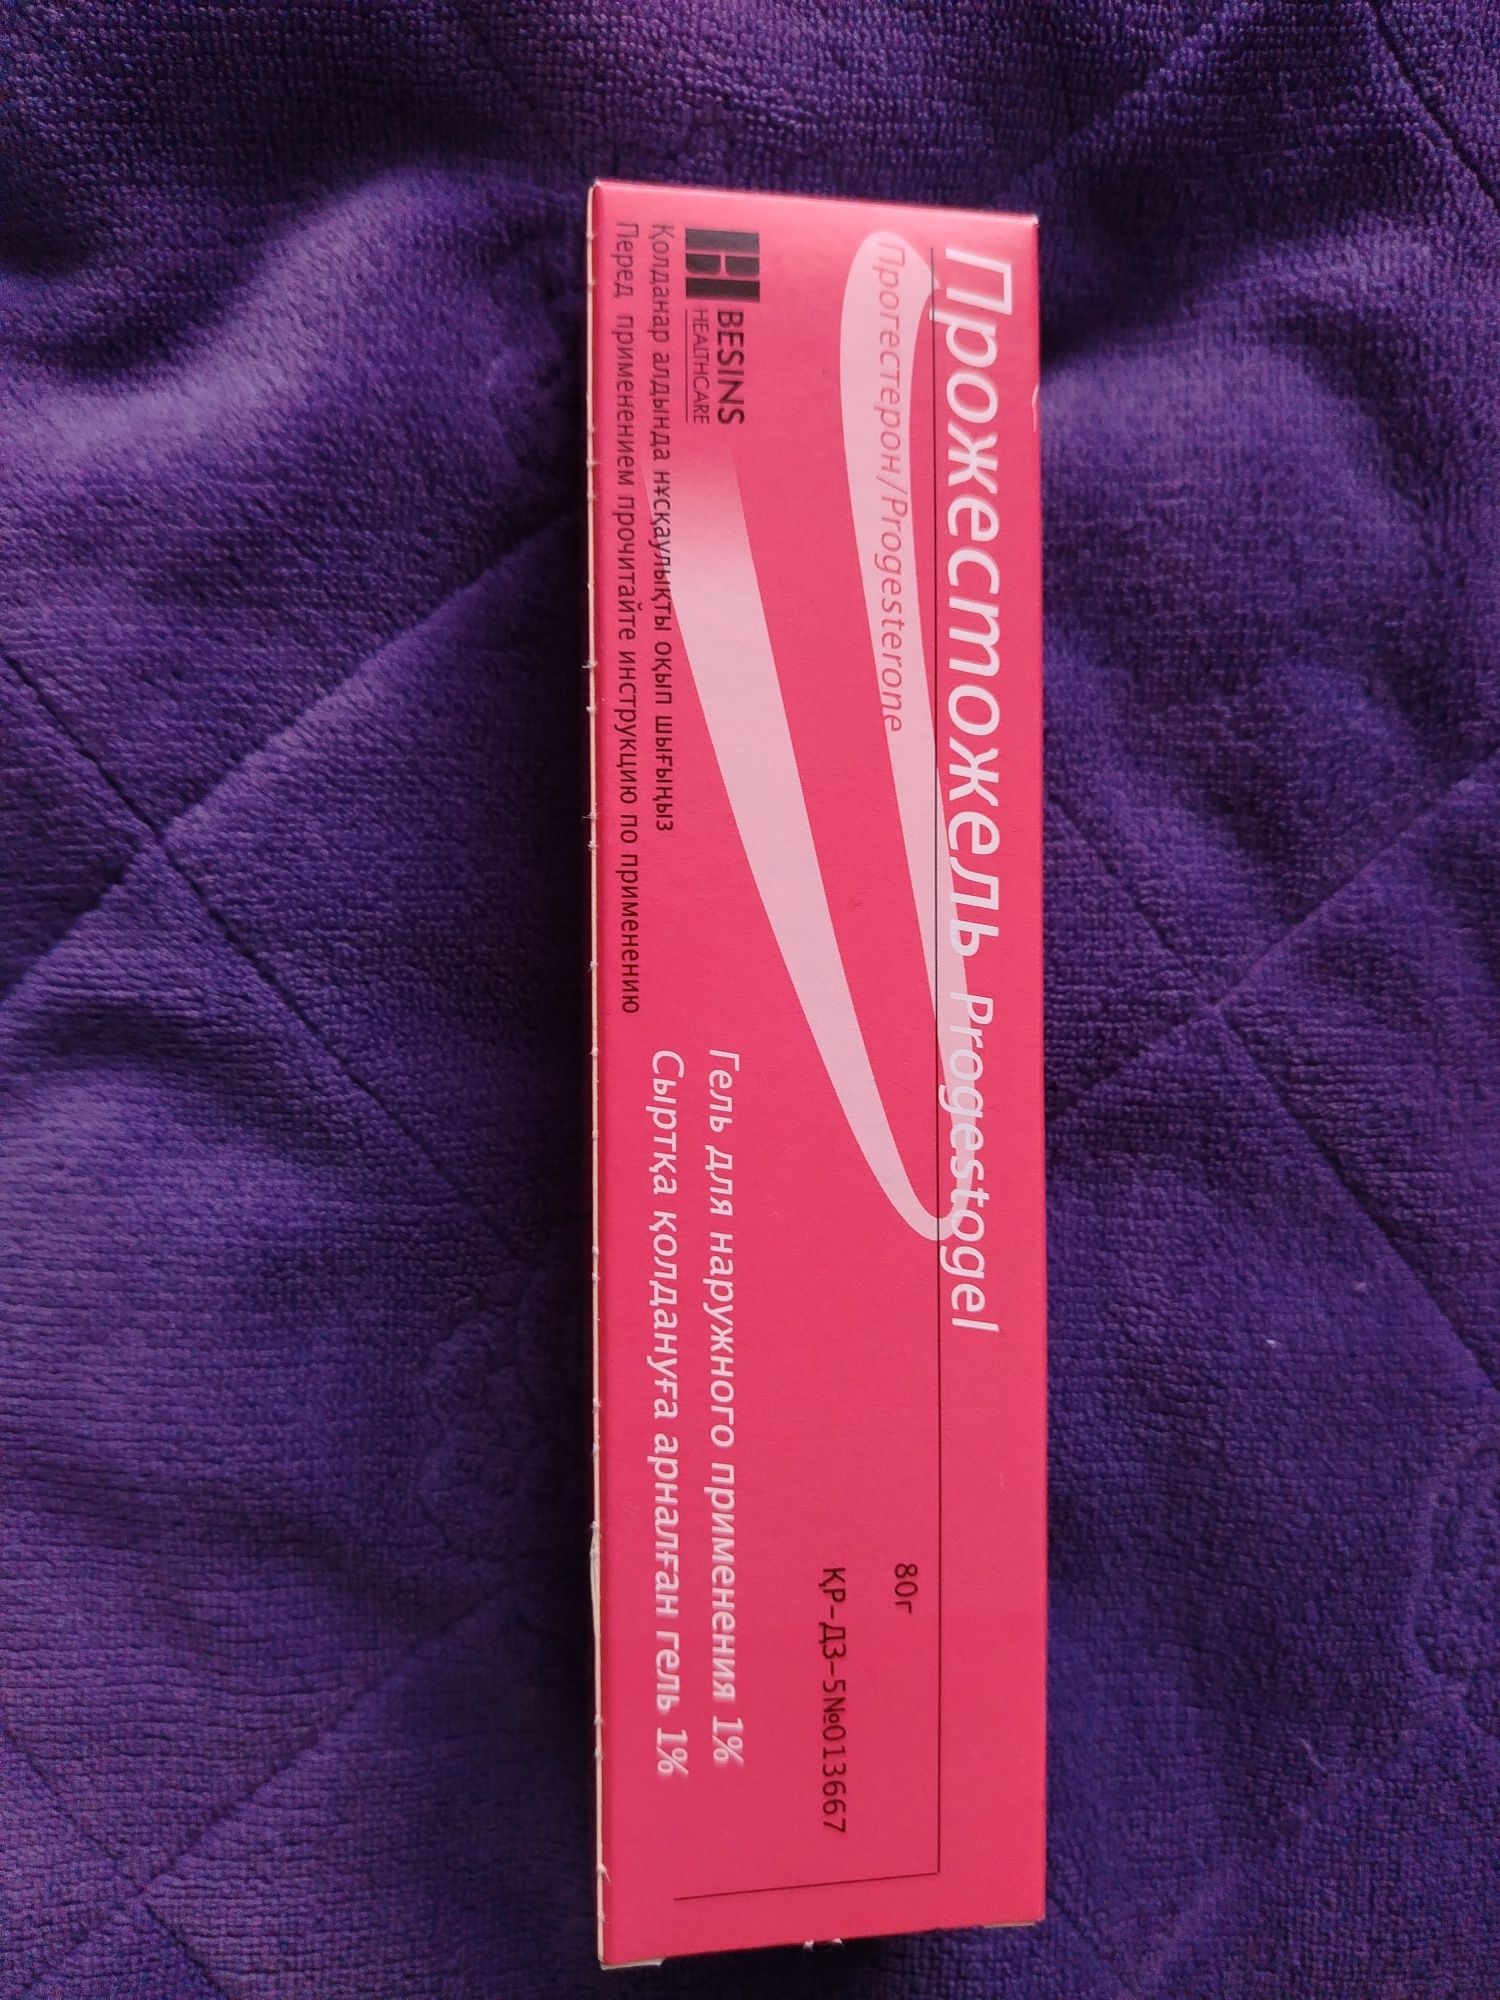 Прожестожель Progestogel
Прогестерон/Progesterone
80г
ҚР-ДЗ-5№013667
BESINS
HEALTHCARE
Гель для наружного применения 1%
Сыртқа қолдануға арналған гель 1%
Қолданар алдында нұсқаулықты оқып шығыңыз
Перед применением прочитайте инструкцию по применению